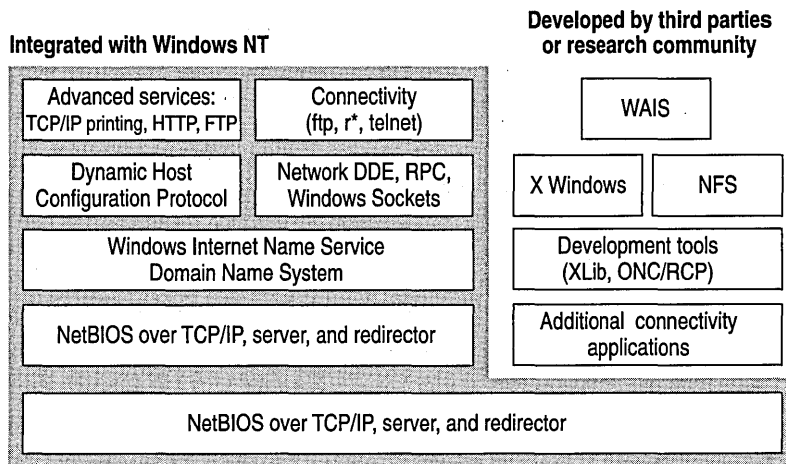 Integrated with Windows NT
Developed by third parties
or research community
Advanced services:
TCP/IP printing, HTTP, FTP
Connectivity
(ftp, r*, telnet)
WAIS
Dynamic Host
Configuration Protocol
Network DDE, RPC,
Windows Sockets
X Windows
NFS
Windows Internet Name Service
Domain Name System
Development tools
(XLib, ONC/RCP)
NetBIOS over TCP/IP, server, and redirector
Additional connectivity
applications
NetBIOS over TCP/IP, server, and redirector